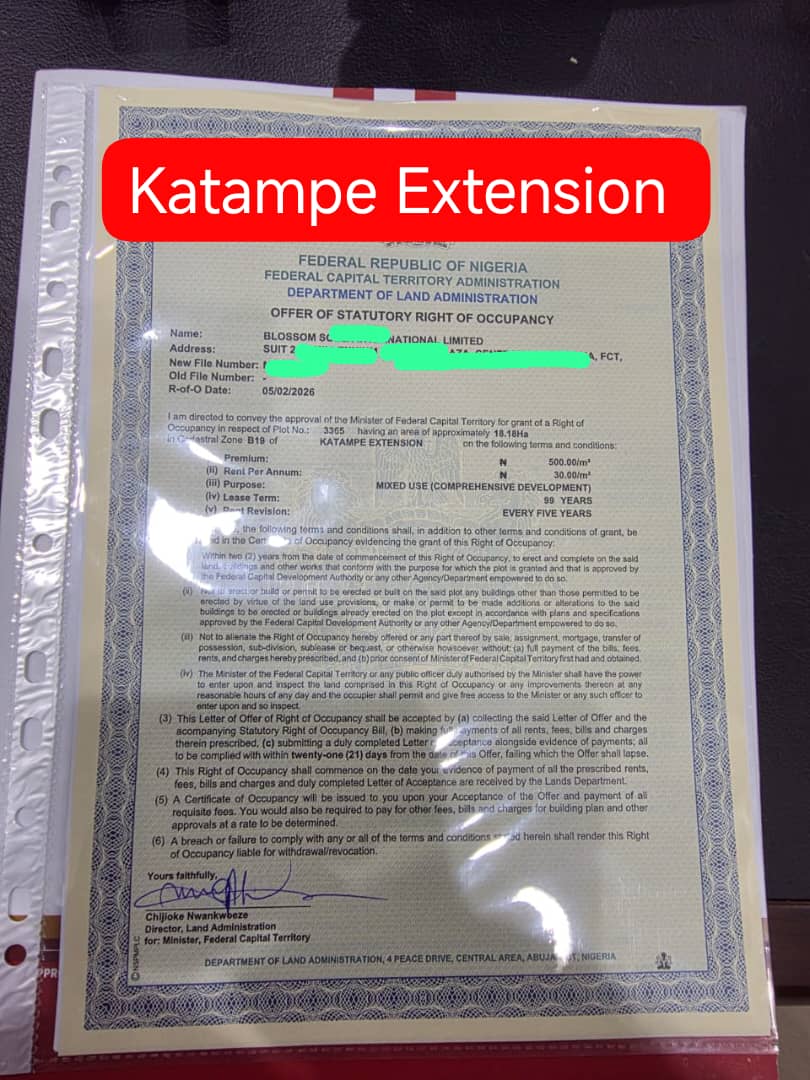 Katampe Extension
FEDERAL REPUBLIC OF NIGERIA
FEDERAL CAPITAL TERRITORY ADMINISTRATION
DEPARTMENT OF LAND ADMINISTRATION
OFFER OF STATUTORY RIGHT OF OCCUPANCY
Name: BLOSSOM NATIONAL LIMITED
Address: SUIT 2 FCT,
New File Number:
Old File Number: -
R-of-O Date: 05/02/2026
I am directed to convey the approval of the Minister of Federal Capital Territory for grant of a Right of
Occupancy in respect of Plot No.: 3365 having an area of approximately 18.18Ha
in Cadastral Zone B19 of KATAMPE EXTENSION on the following terms and conditions:
Premium: ₦ 500.00/m²
(ii) Rent Per Annum: ₦ 30.00/m²
(iii) Purpose: MIXED USE (COMPREHENSIVE DEVELOPMENT)
(iv) Lease Term: 99 YEARS
(v) Rent Revision: EVERY FIVE YEARS
the following terms and conditions shall, in addition to other terms and conditions of grant, be
in the of Occupancy evidencing the grant of this Right of Occupancy:
Within two (2) years from the date of commencement of this Right of Occupancy, to erect and complete on the said
land, buildings and other works that conform with the purpose for which the plot is granted and that is approved by
the Federal Capital Development Authority or any other Agency/Department empowered to do so.
(ii) Not to erect or build or permit to be erected or built on the said plot any buildings other than those permitted to be
erected by virtue of the land use provisions, or make or permit to be made additions or alterations to the said
buildings to be erected or buildings already erected on the plot except in accordance with plans and specifications
approved by the Federal Capital Development Authority or any other Agency/Department empowered to do so.
(iii) Not to alienate the Right of Occupancy hereby offered or any part thereof by sale, assignment, mortgage, transfer of
possession, sub-division, sublease or bequest, or otherwise howsoever without: (a) full payment of the bills, fees,
rents, and charges hereby prescribed, and (b) prior consent of Minister of Federal Capital Territory first had and obtained.
(iv) The Minister of the Federal Capital Territory or any public officer duly authorised by the Minister shall have the power
to enter upon and inspect the land comprised in this Right of Occupancy or any improvements thereon at any
reasonable hours of any day and the occupier shall permit and give free access to the Minister or any such officer to
enter upon and so inspect.
(3) This Letter of Offer of Right of Occupancy shall be accepted by (a) collecting the said Letter of Offer and the
acompanying Statutory Right of Occupancy Bill, (b) making full payments of all rents, fees, bills and charges
therein prescribed, (c) submitting a duly completed Letter of Acceptance alongside evidence of payments; all
to be complied with within twenty-one (21) days from the date of this Offer, failing which the Offer shall lapse.
(4) This Right of Occupancy shall commence on the date your evidence of payment of all the prescribed rents,
fees, bills and charges and duly completed Letter of Acceptance are received by the Lands Department.
(5) A Certificate of Occupancy will be issued to you upon your Acceptance of the Offer and payment of all
requisite fees. You would also be required to pay for other fees, bills and charges for building plan and other
approvals at a rate to be determined.
(6) A breach or failure to comply with any or all of the terms and conditions stated herein shall render this Right
of Occupancy liable for withdrawal/revocation.
Yours faithfully,
Chijioke Nwankwoeze
Director, Land Administration
for: Minister, Federal Capital Territory
DEPARTMENT OF LAND ADMINISTRATION, 4 PEACE DRIVE, CENTRAL AREA, ABUJA FCT, NIGERIA
©NSPMPLC